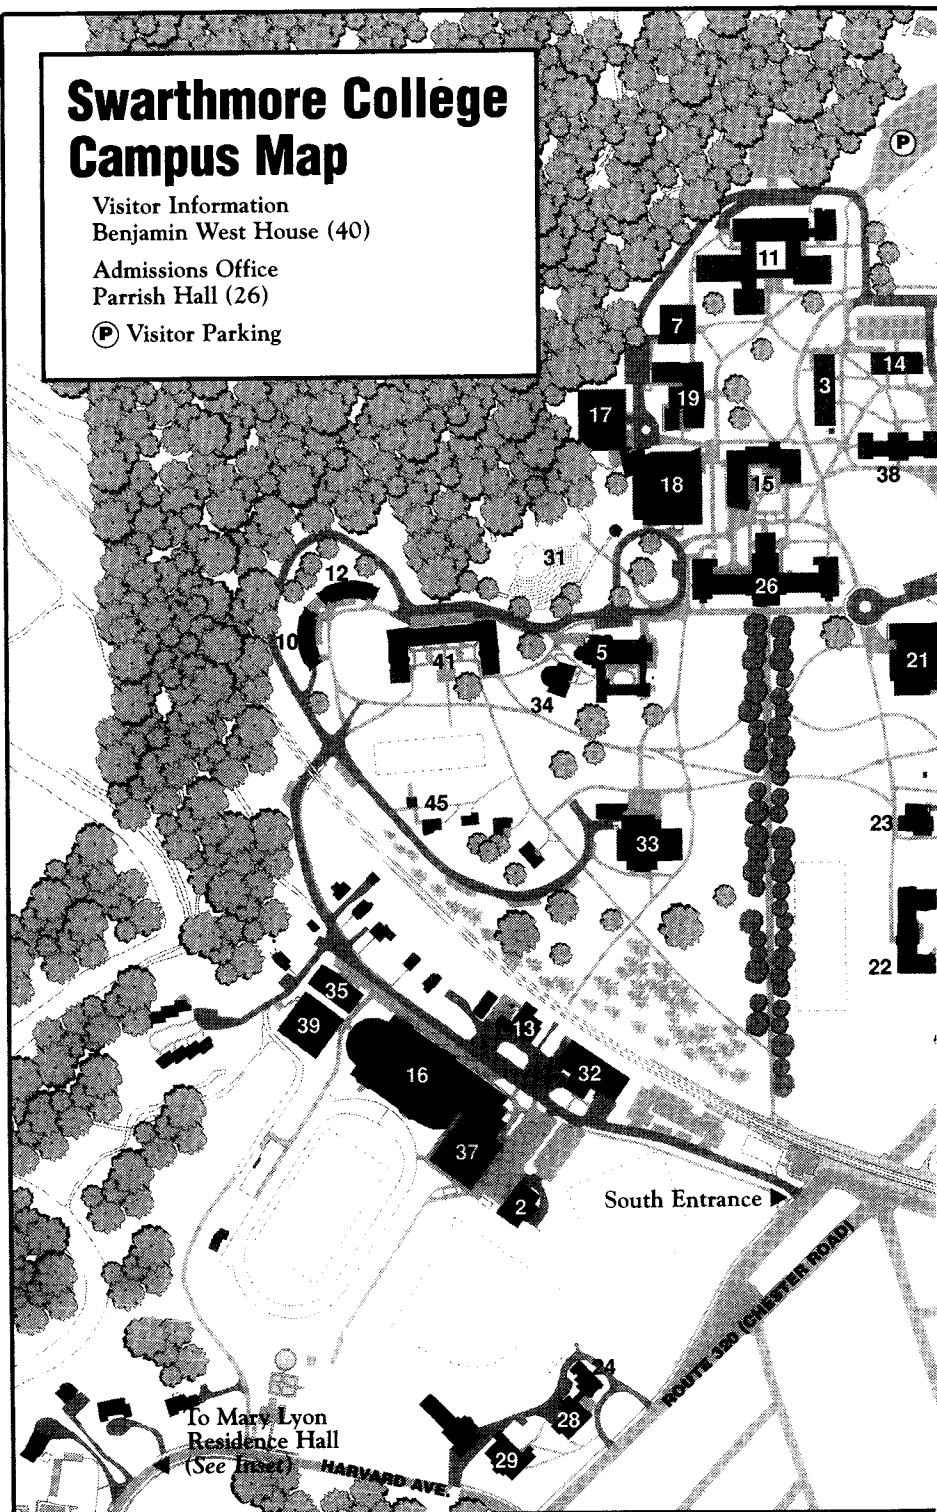 Swarthmore College
Campus Map
Visitor Information
Benjamin West House (40)
Admissions Office
Parrish Hall (26)
P Visitor Parking
P
11
7
14
3
19
17
38
18
15
31
12
26
10
5
21
41
34
45
23
33
22
35
39
13
16
32
37
South Entrance
2
ROUTE 320 (CHESTER ROAD)
24
To Mary Lyon
Residence Hall
(See Inset)
28
29
HARVARD AVE.